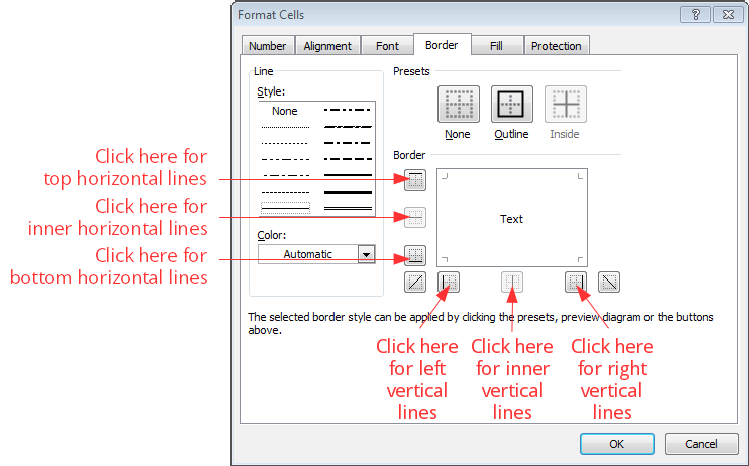 Format Cells
Number Alignment Font Border Fill Protection
Line
Style:
None
Color:
Automatic
Presets
None Outline Inside
Border
Text
Click here for
top horizontal lines
Click here for
inner horizontal lines
Click here for
bottom horizontal lines
The selected border style can be applied by clicking the presets, preview diagram or the buttons
above.
Click here
for left
vertical
lines
Click here
for inner
vertical
lines
Click here
for right
vertical
lines
OK Cancel